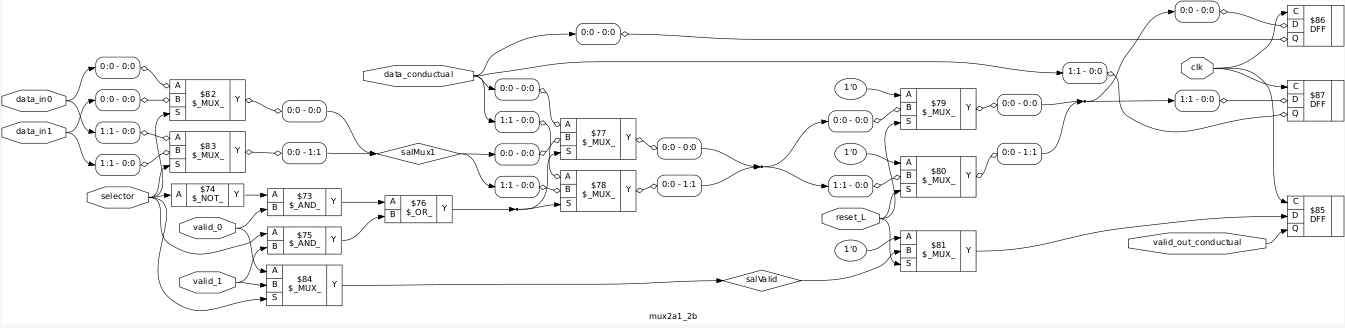 0:0 - 0:0
C
D
Q
$86
DFF
0:0 - 0:0
data_conductual
1:1 - 0:0
clk
0:0 - 0:0
data_in0
0:0 - 0:0
A
B
S
$82
$_MUX_
Y
0:0 - 0:0
0:0 - 0:0
1'0
A
B
S
$79
$_MUX_
Y
0:0 - 0:0
1:1 - 0:0
C
D
Q
$87
DFF
data_in1
1:1 - 0:0
1:1 - 0:0
0:0 - 0:0
A
B
S
$83
$_MUX_
Y
0:0 - 1:1
salMux1
1:1 - 0:0
A
B
S
$77
$_MUX_
Y
0:0 - 0:0
0:0 - 0:0
1'0
0:0 - 1:1
1:1 - 0:0
A
B
S
$78
$_MUX_
Y
0:0 - 1:1
1:1 - 0:0
A
B
S
$80
$_MUX_
Y
selector
A
$74
$_NOT_
Y
A
B
$73
$_AND_
Y
A
B
$76
$_OR_
Y
reset_L
C
D
Q
$85
DFF
valid_0
A
B
$75
$_AND_
Y
1'0
A
B
S
$81
$_MUX_
Y
valid_out_conductual
valid_1
A
B
S
$84
$_MUX_
Y
salValid
mux2a1_2b